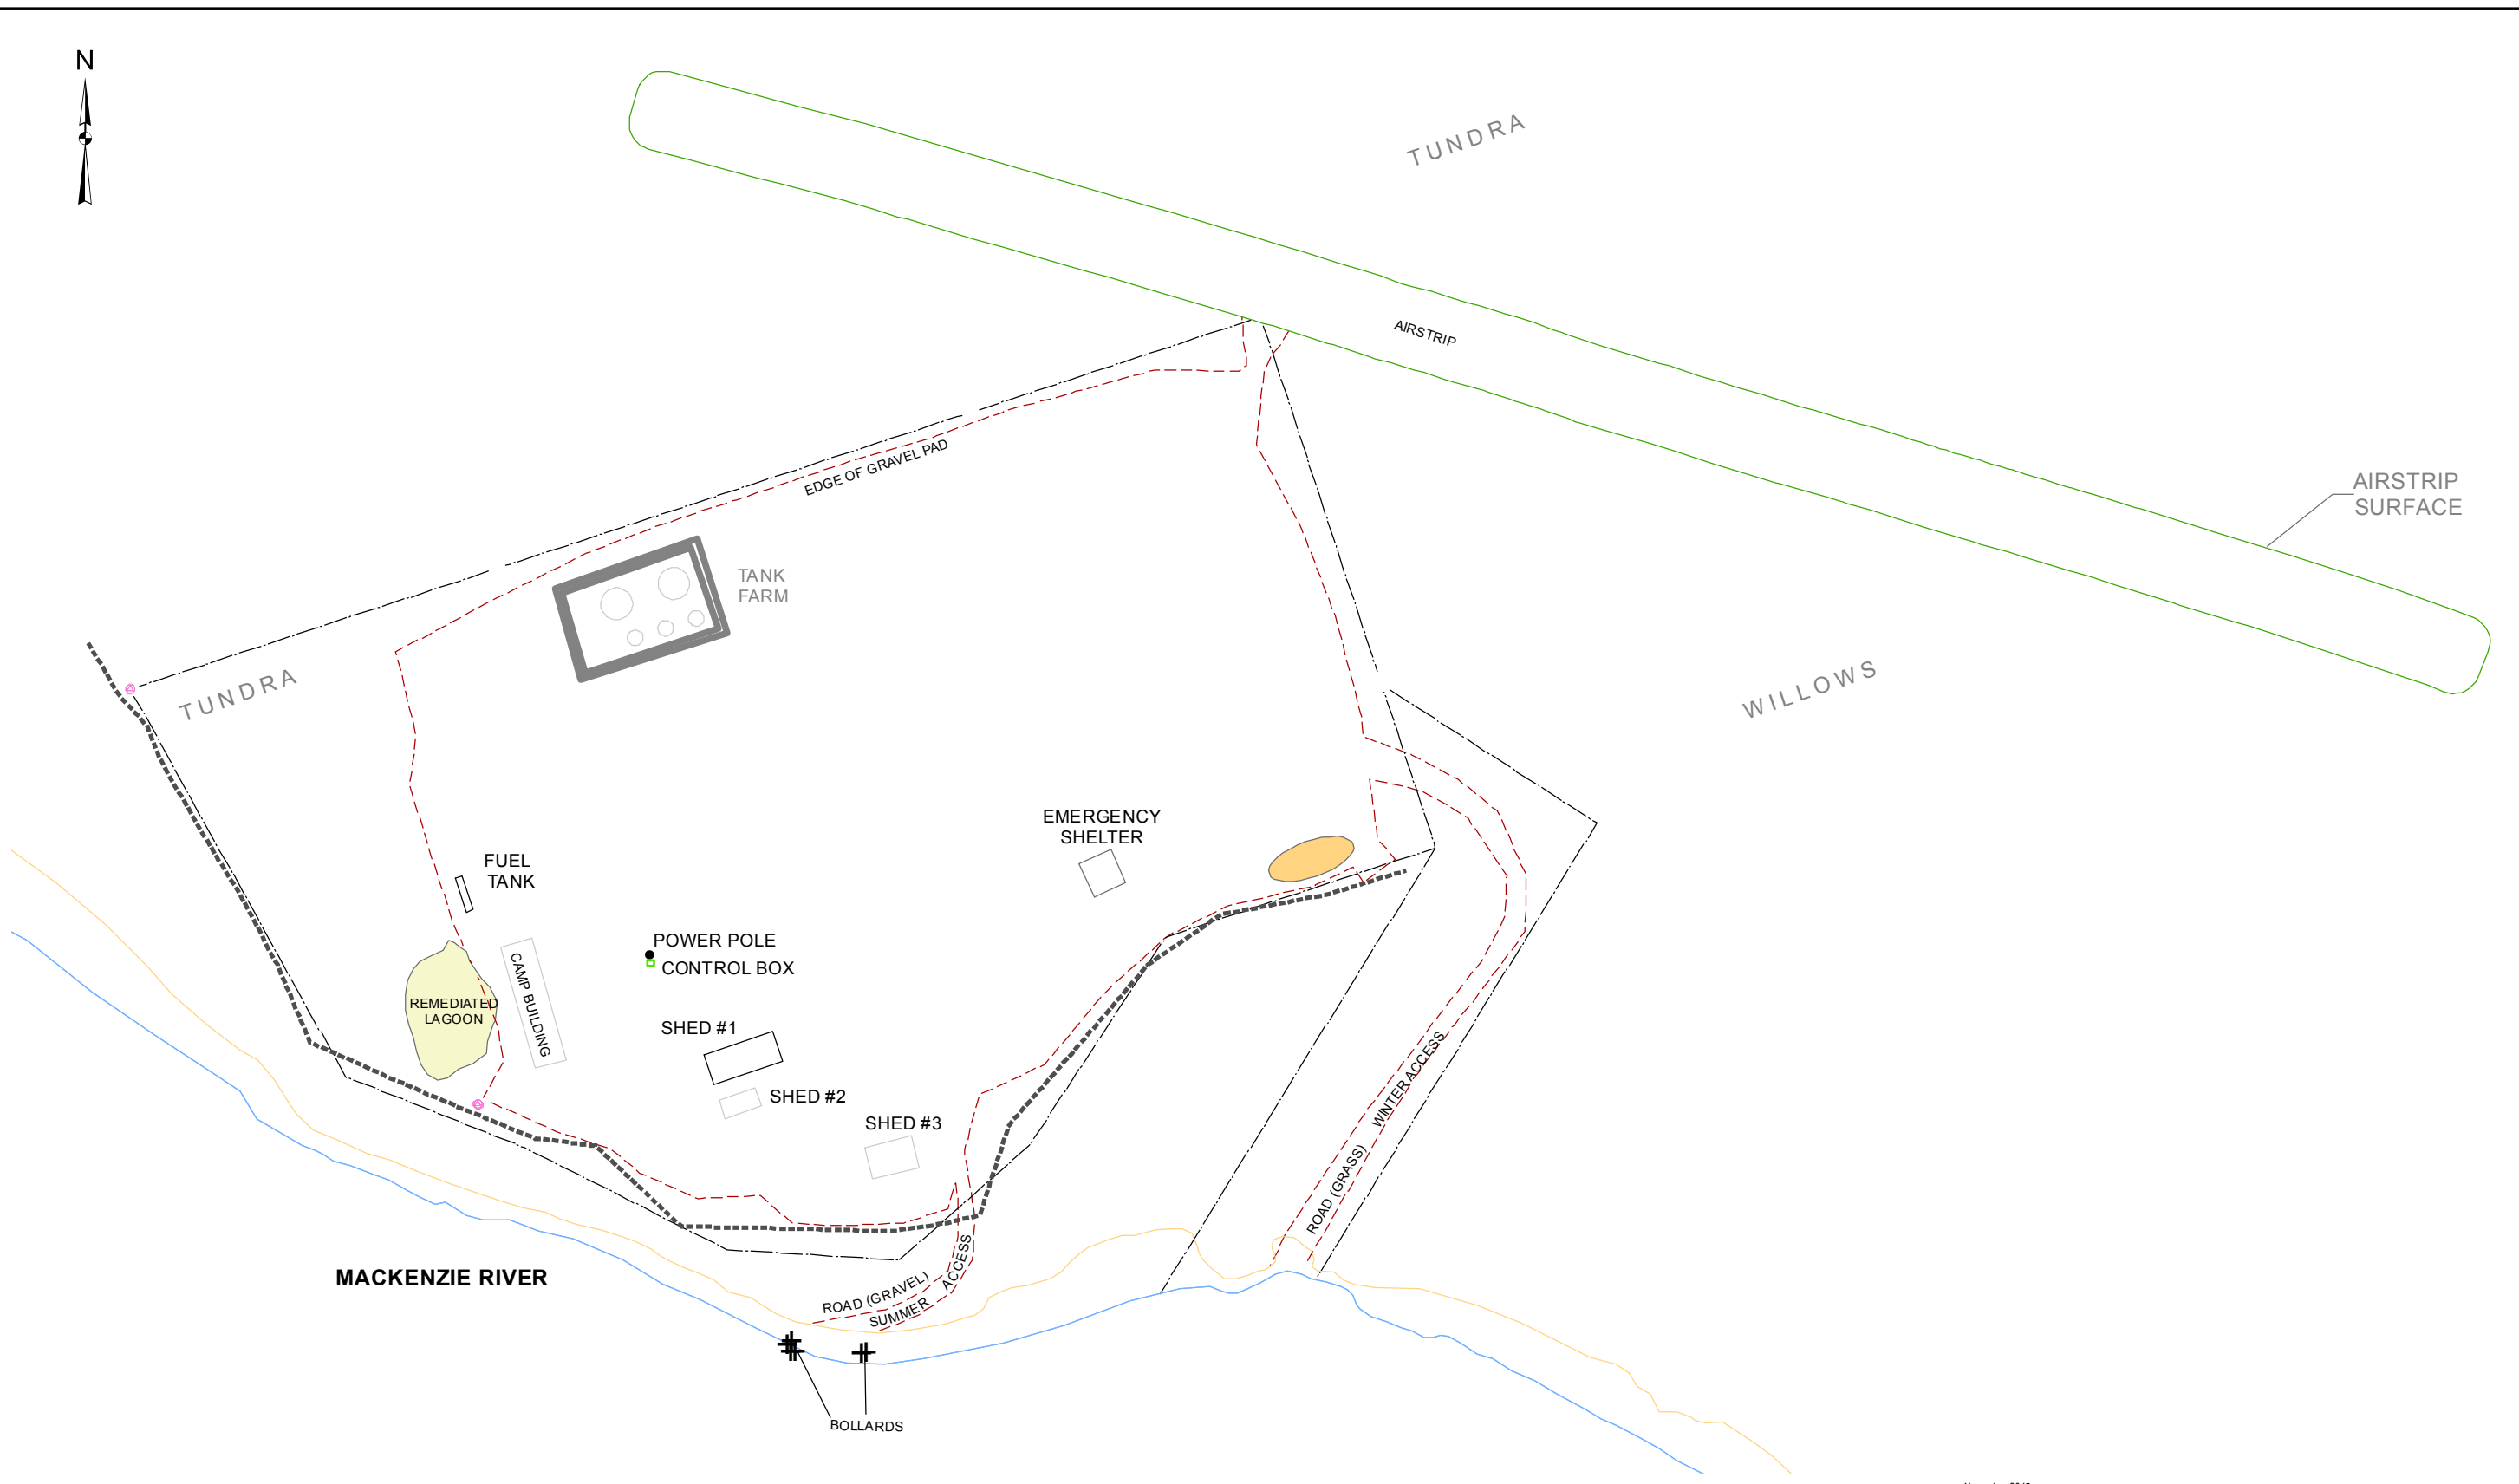 N
TUNDRA
AIRSTRIP
EDGE OF GRAVEL PAD
AIRSTRIP
SURFACE
TANK
FARM
TUNDRA
WILLOWS
EMERGENCY
SHELTER
FUEL
TANK
POWER POLE
CONTROL BOX
CAMP BUILDING
REMEDIATED
LAGOON
SHED #1
SHED #2
SHED #3
WINTER ACCESS
ROAD (GRASS)
MACKENZIE RIVER
ROAD (GRAVEL)
SUMMER ACCESS
BOLLARDS